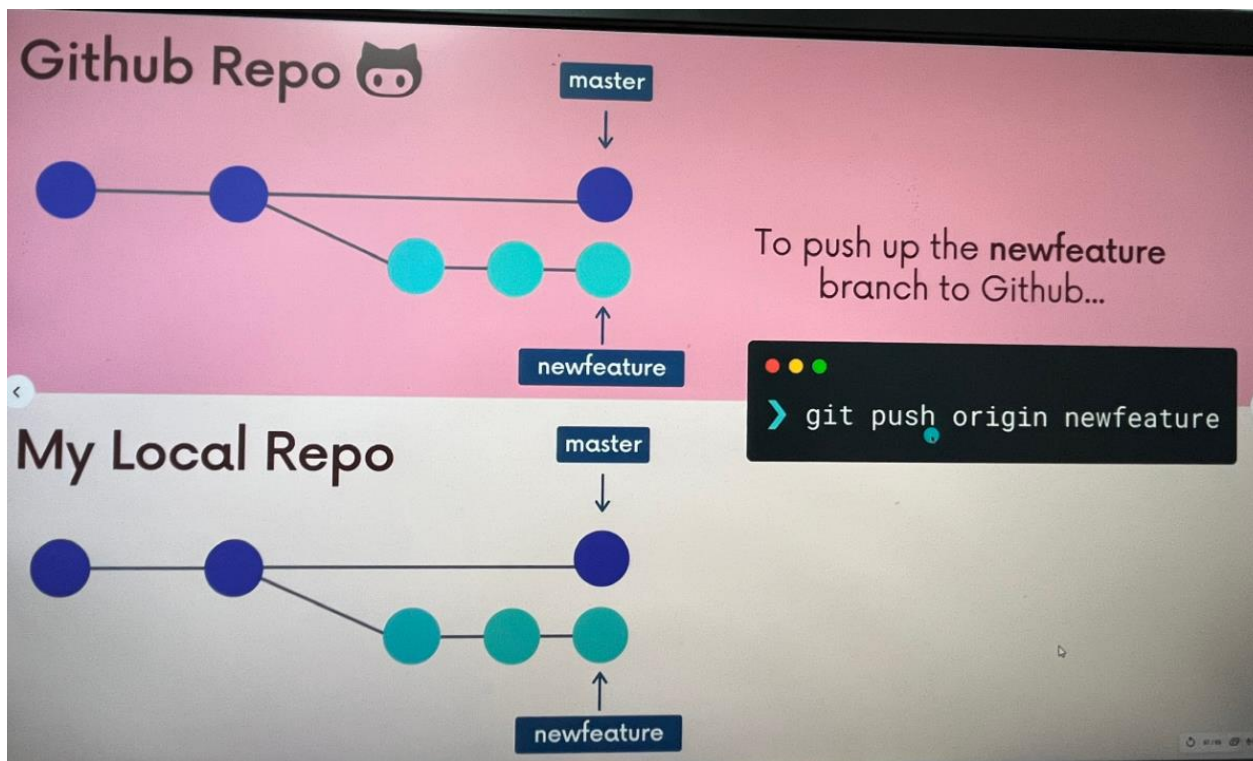 Github Repo
master
newfeature
To push up the newfeature
branch to Github...
❯ git push origin newfeature
My Local Repo
master
newfeature